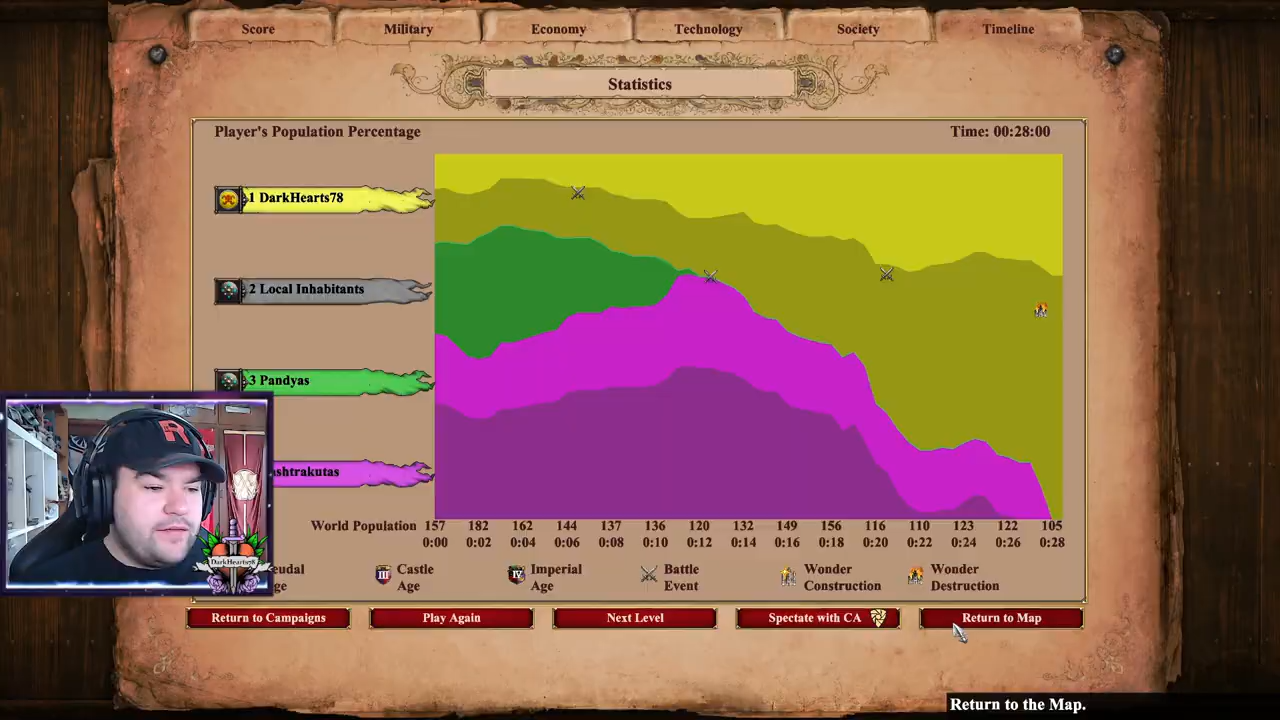 Score Military Economy Technology Society Timeline
Statistics
Player's Population Percentage Time: 00:28:00
1 DarkHearts78
2 Local Inhabitants
3 Pandyas
World Population 157 182 162 144 137 136 120 132 149 156 116 110 123 122 105
0:00 0:02 0:04 0:06 0:08 0:10 0:12 0:14 0:16 0:18 0:20 0:22 0:24 0:26 0:28
Castle Imperial Battle Wonder Wonder
Age Age Event Construction Destruction
DarkHearts78
Return to Campaigns Play Again Next Level Spectate with CA Return to Map
Return to the Map.